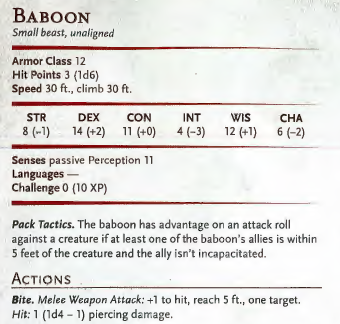 BABOON
Small beast, unaligned
Armor Class 12
Hit Points 3 (1d6)
Speed 30 ft., climb 30 ft.
STR DEX CON INT WIS CHA
8 (–1) 14 (+2) 11 (+0) 4 (–3) 12 (+1) 6 (–2)
Senses passive Perception 11
Languages —
Challenge 0 (10 XP)
Pack Tactics. The baboon has advantage on an attack roll
against a creature if at least one of the baboon's allies is within
5 feet of the creature and the ally isn't incapacitated.
ACTIONS
Bite. Melee Weapon Attack: +1 to hit, reach 5 ft., one target.
Hit: 1 (1d4 – 1) piercing damage.